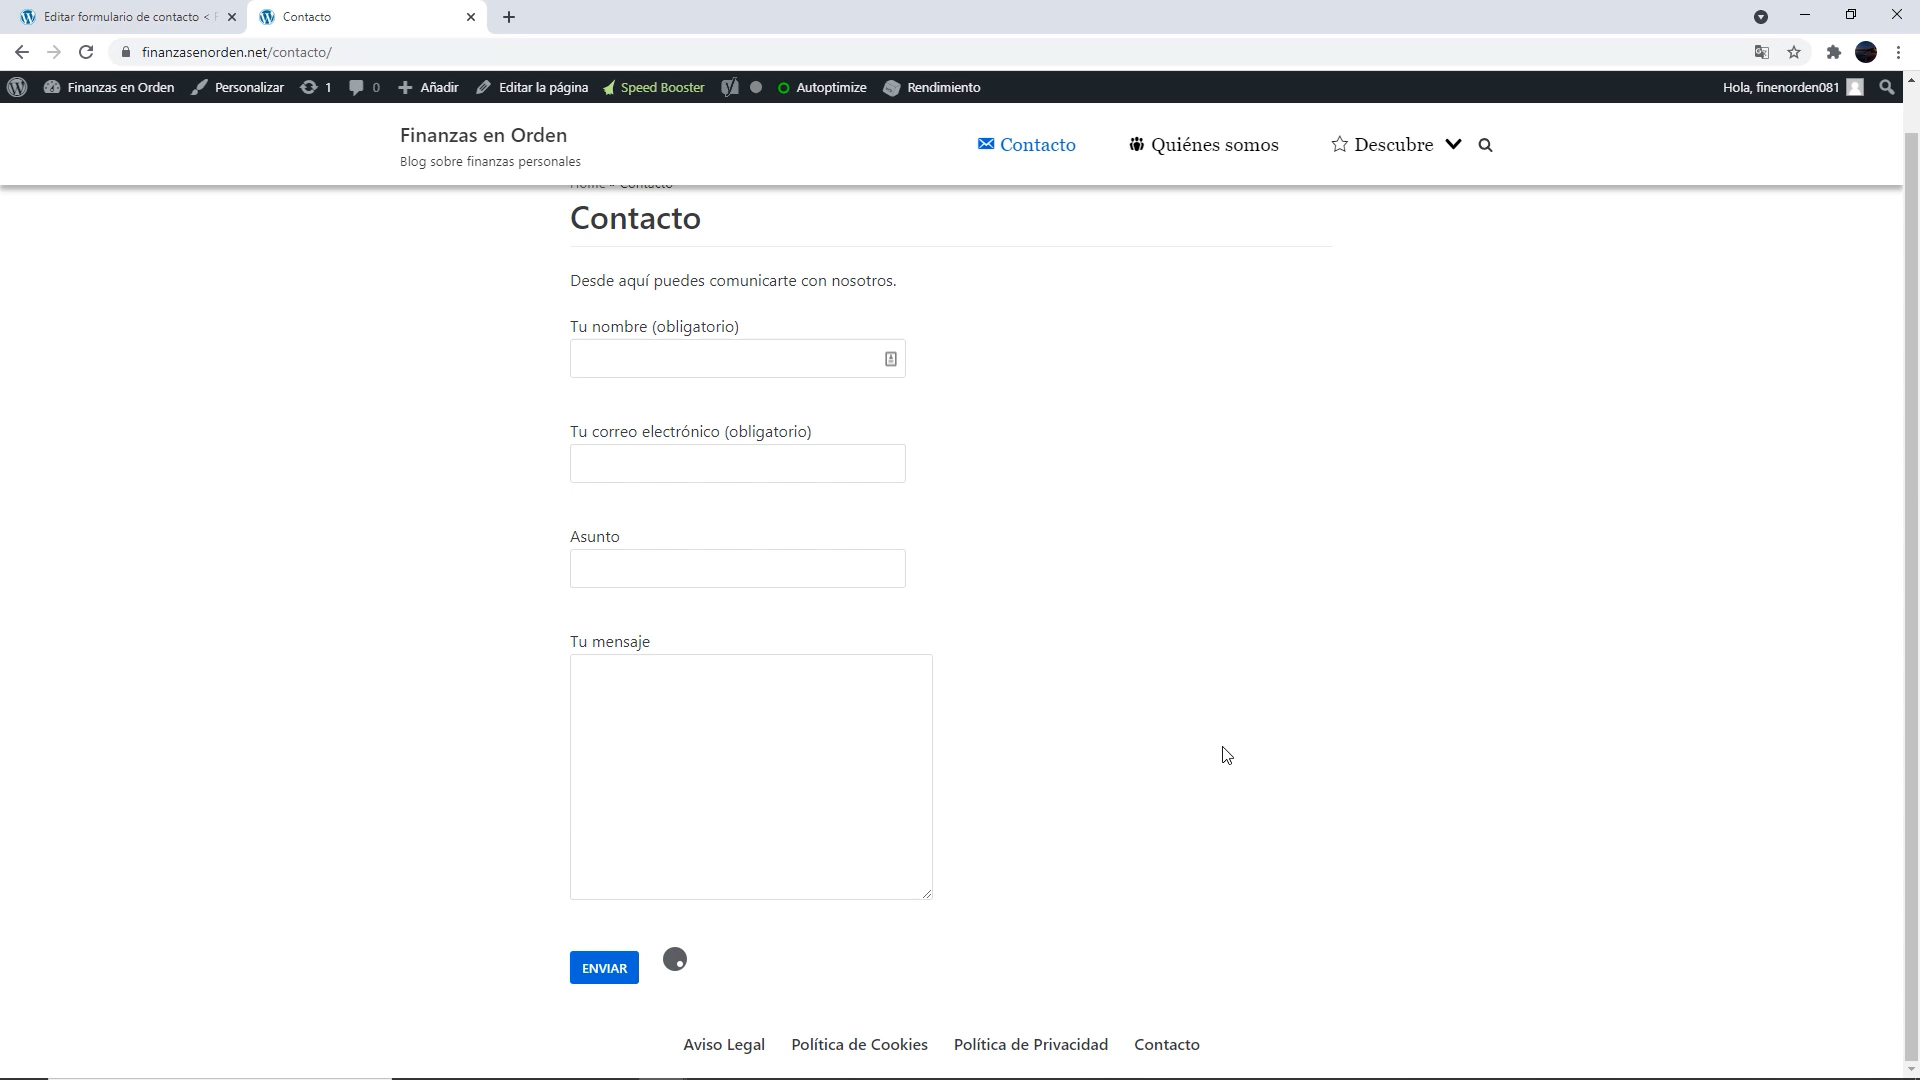 Editar formulario de contacto <
Contacto
finanzasenorden.net/contacto/
Finanzas en Orden Personalizar 1 0 Añadir Editar la página Speed Booster Autoptimize Rendimiento Hola, finenorden081
Finanzas en Orden
Blog sobre finanzas personales
Contacto Quiénes somos Descubre
Home » Contacto
Contacto
Desde aquí puedes comunicarte con nosotros.
Tu nombre (obligatorio)
Tu correo electrónico (obligatorio)
Asunto
Tu mensaje
ENVIAR
Aviso Legal Política de Cookies Política de Privacidad Contacto